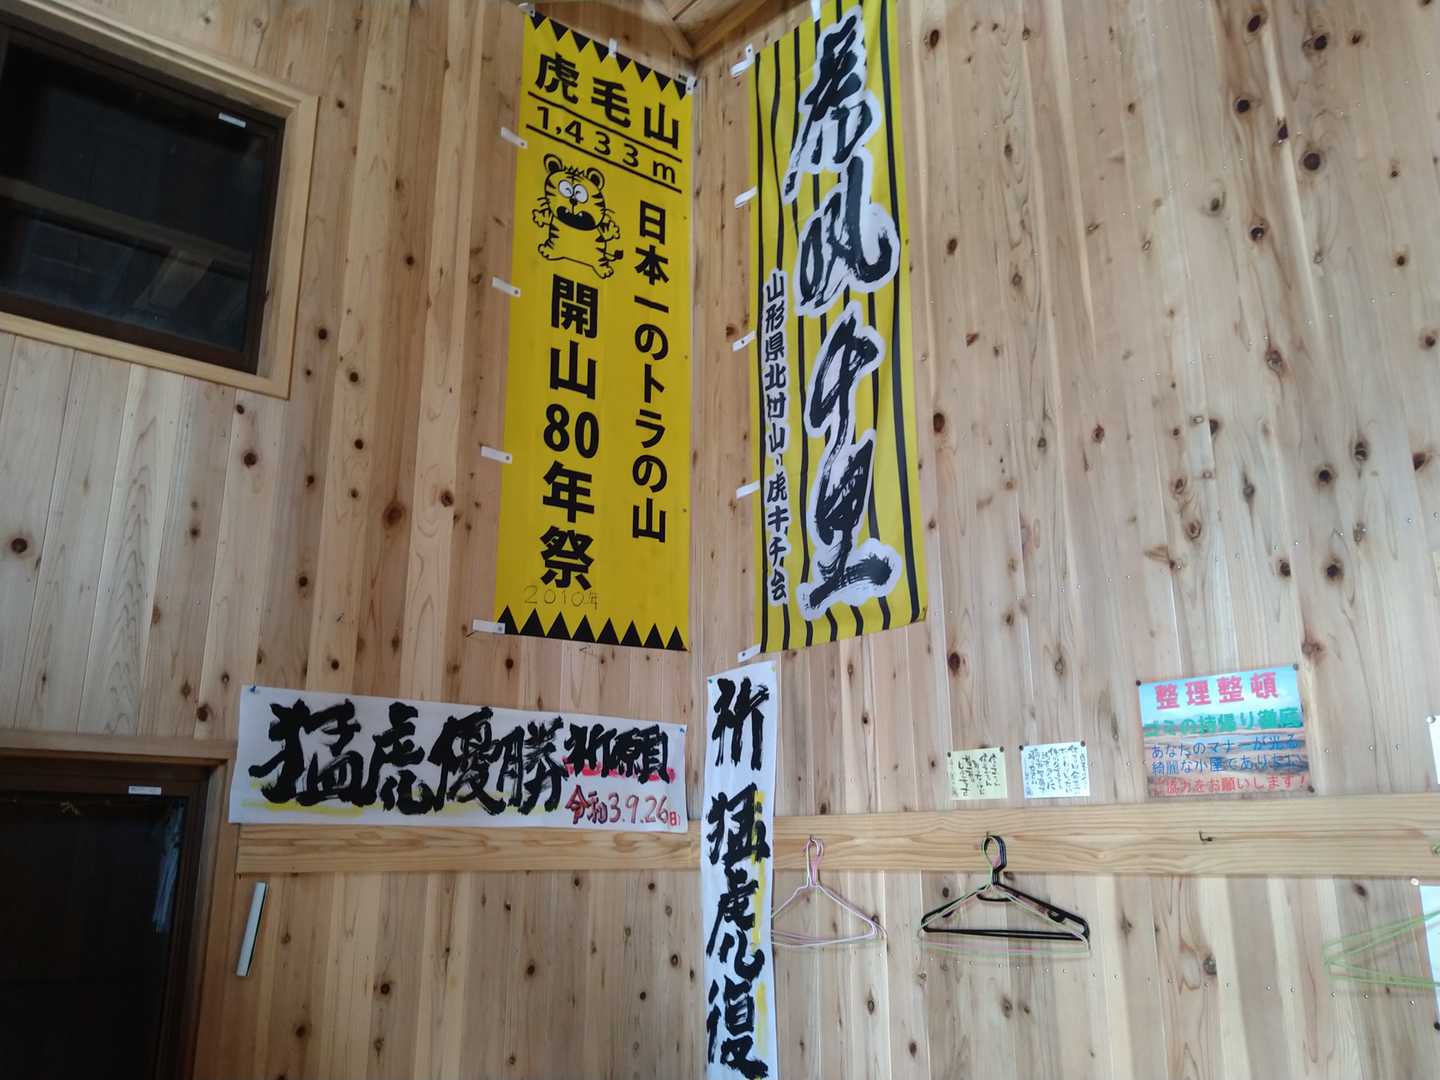 虎毛山
1,433m
日本一のトラの山
開山80年祭
2010年
虎吼千里
山形県北村山・虎キチ会
猛虎優勝祈願
令和3.9.26(日)
祈 猛虎復
整理整頓
ゴミの持帰り徹底
あなたのマナーが光る
綺麗な小屋でありたい
ご協力をお願いします!